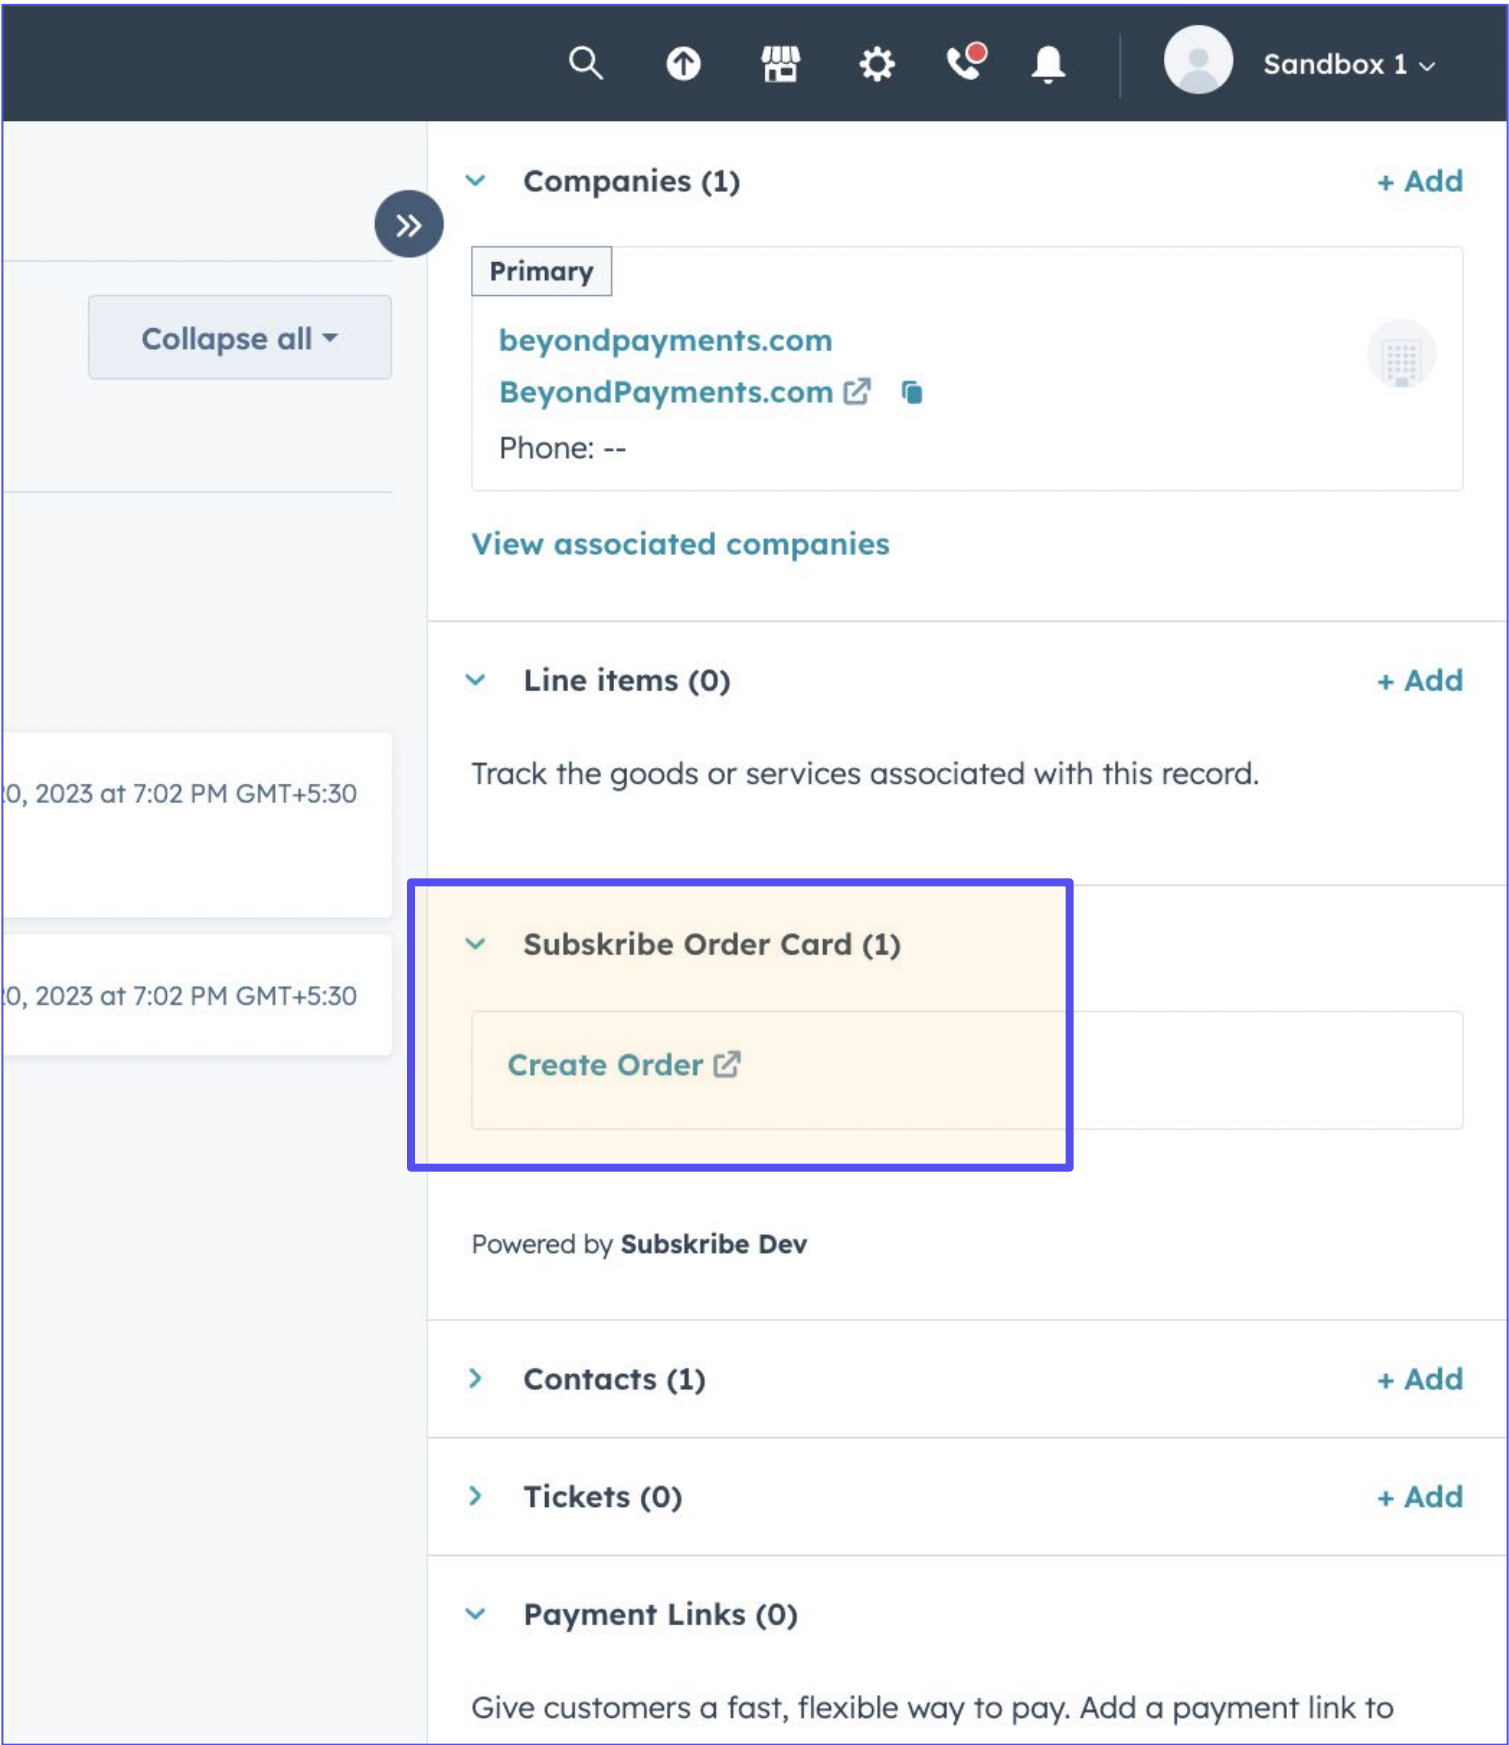 Sandbox 1
Companies (1)
+ Add
Primary
Collapse all
beyondpayments.com
BeyondPayments.com
Phone: --
View associated companies
Line items (0)
+ Add
Track the goods or services associated with this record.
0, 2023 at 7:02 PM GMT+5:30
Subskribe Order Card (1)
0, 2023 at 7:02 PM GMT+5:30
Create Order
Powered by Subskribe Dev
Contacts (1)
+ Add
Tickets (0)
+ Add
Payment Links (0)
Give customers a fast, flexible way to pay. Add a payment link to